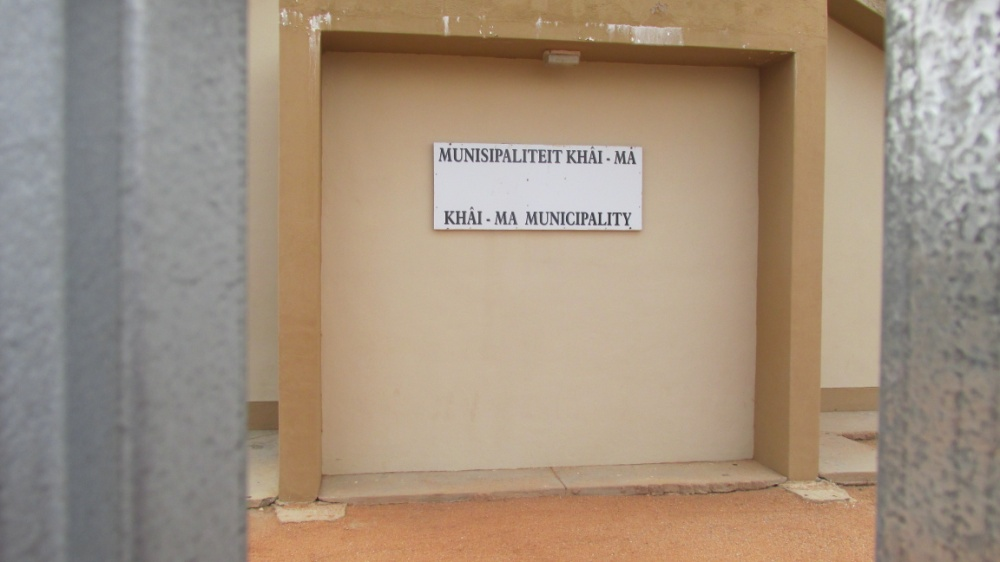 MUNISIPALITEIT KHÂI - MA
KHÂI - MA MUNICIPALITY